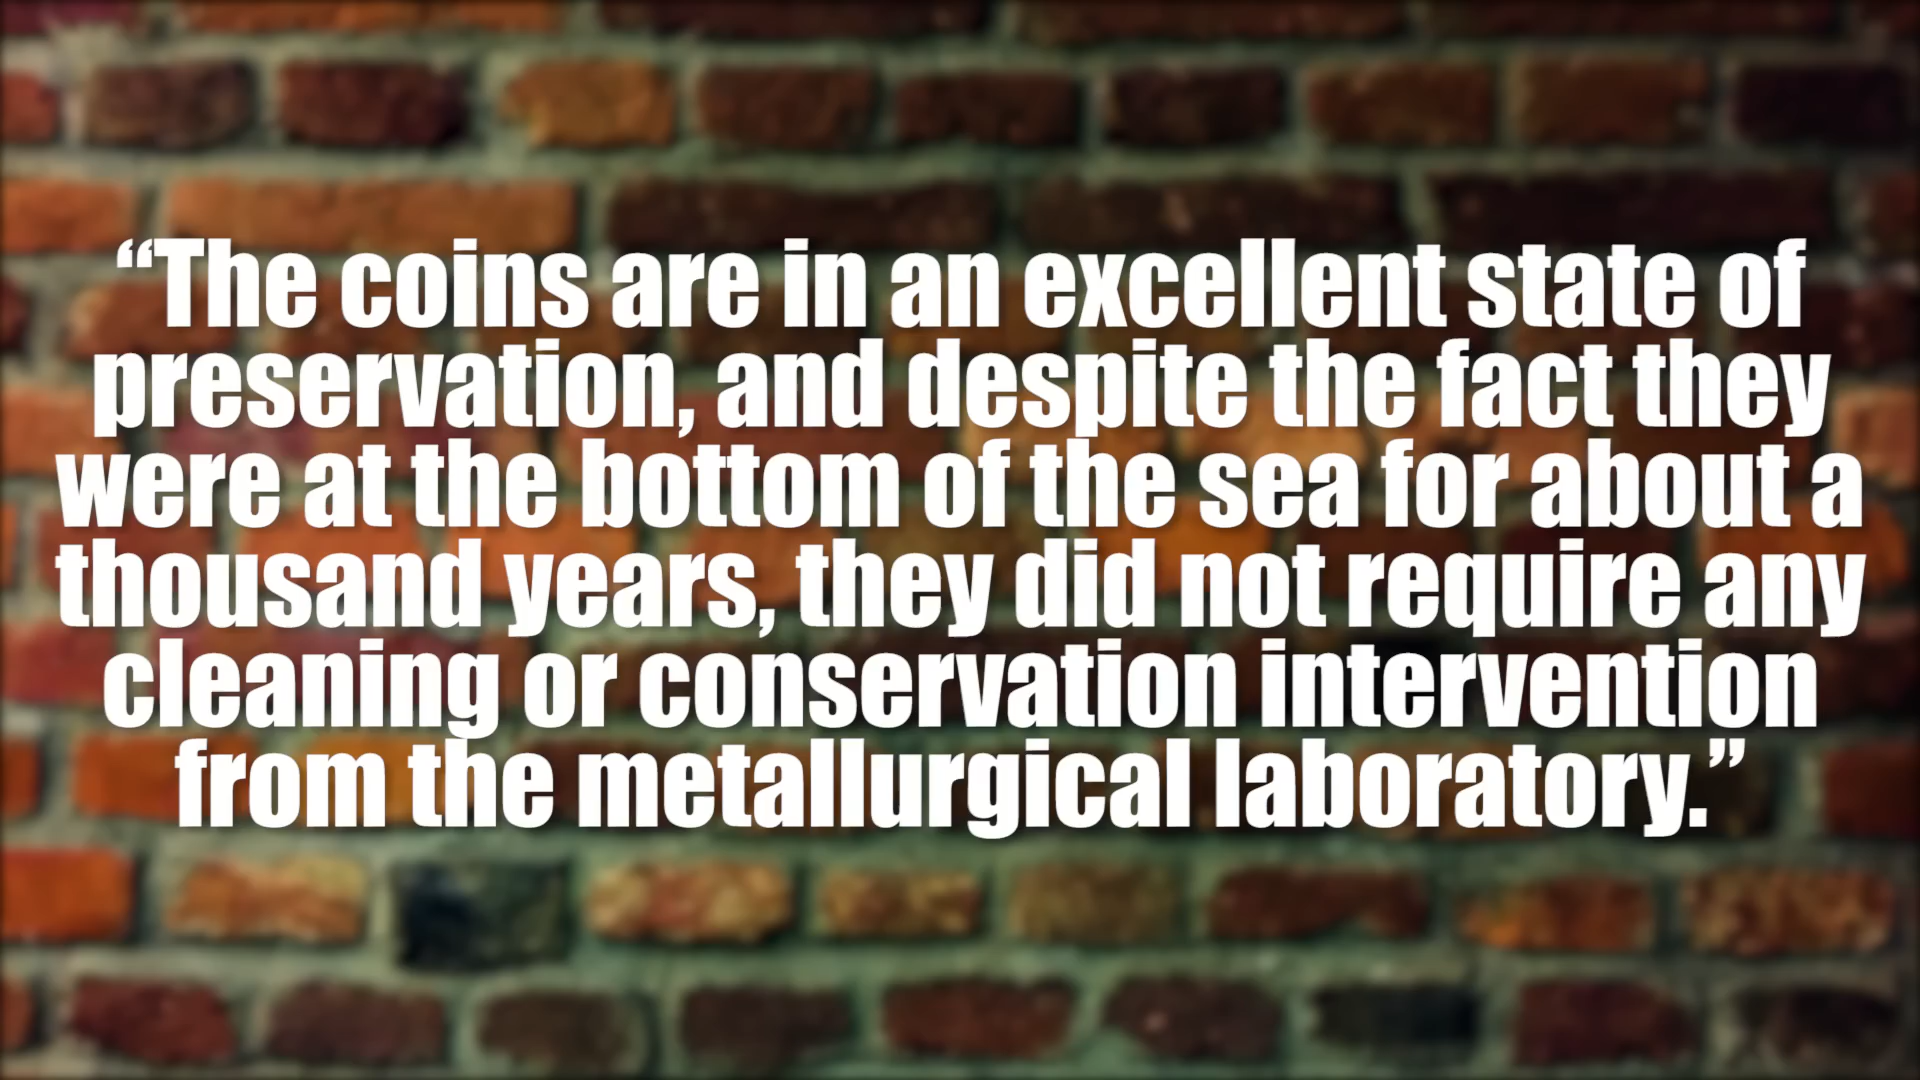 “The coins are in an excellent state of
preservation, and despite the fact they
were at the bottom of the sea for about a
thousand years, they did not require any
cleaning or conservation intervention
from the metallurgical laboratory.”